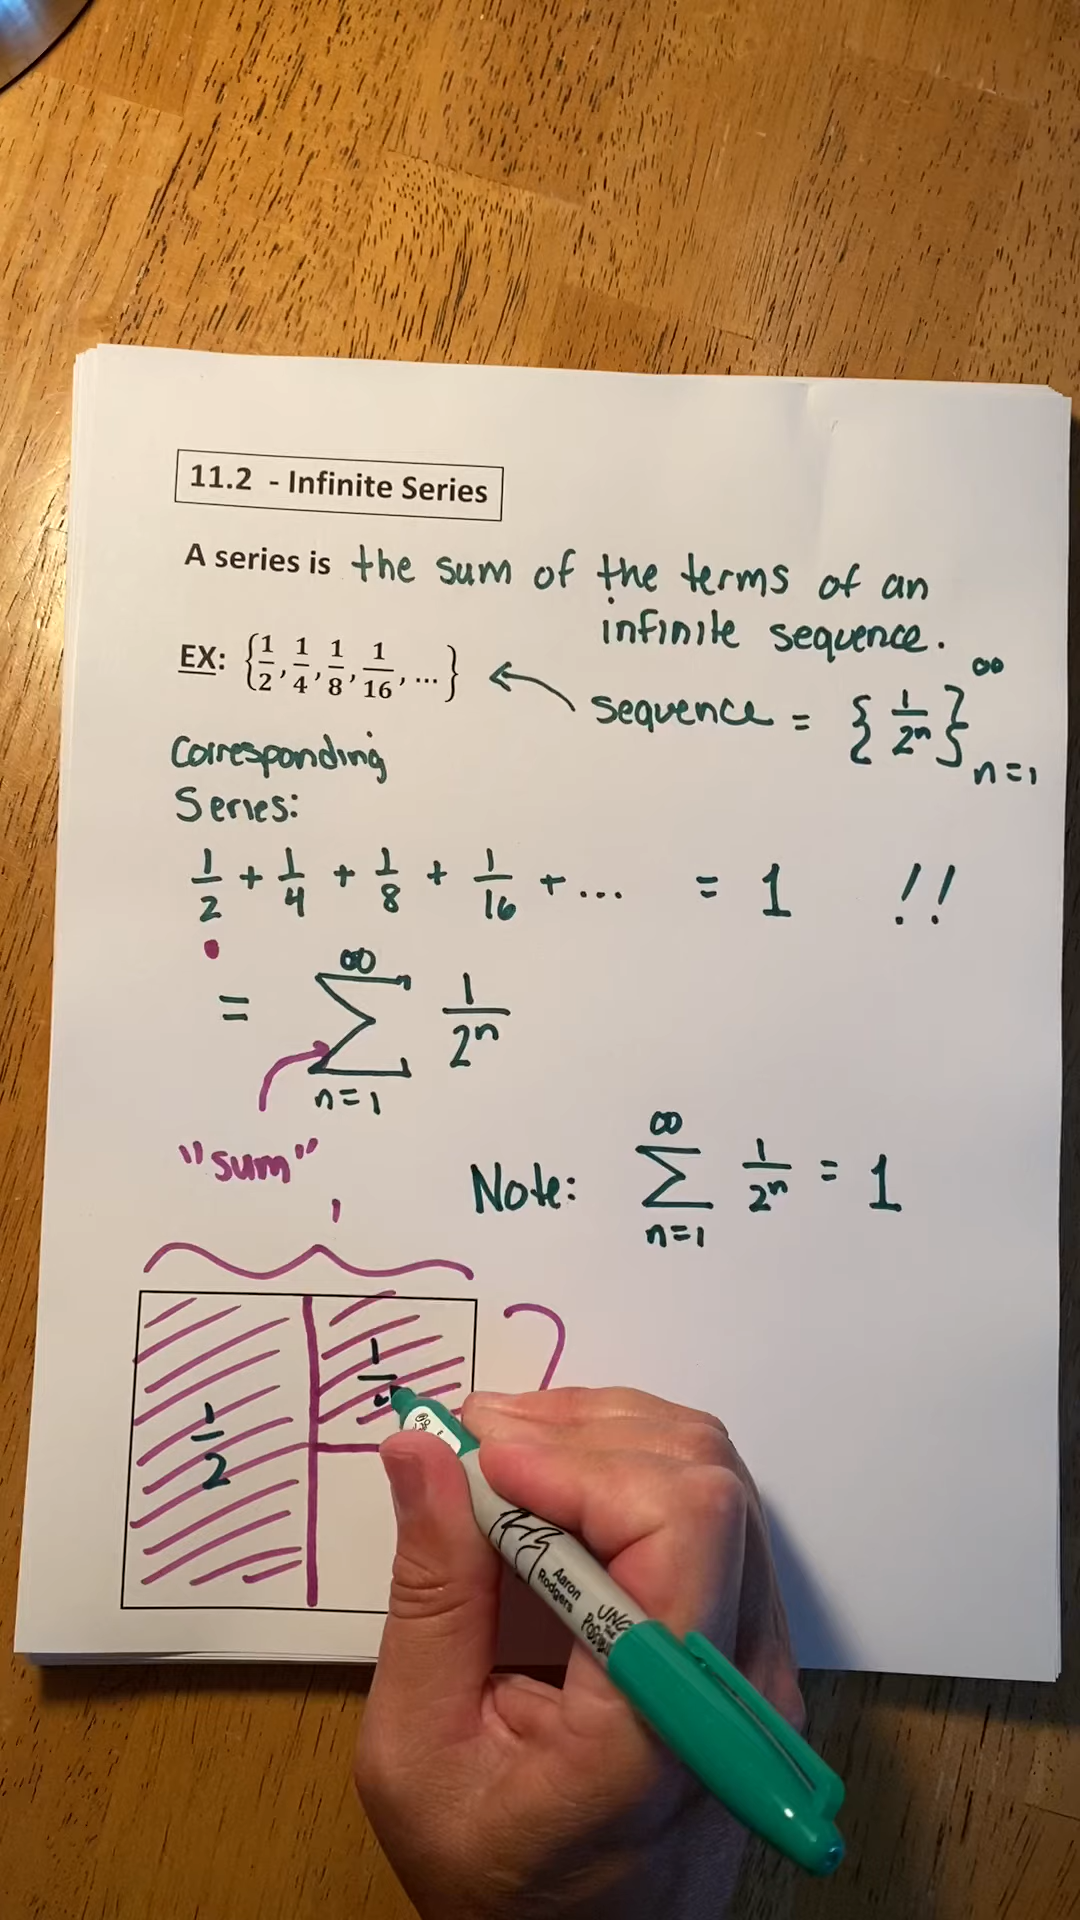 11.2 - Infinite Series
A series is the sum of the terms of an
infinite sequence.
EX: {1/2, 1/4, 1/8, 1/16, ...}
sequence = {1/2ⁿ}∞ n=1
Corresponding
Series:
1/2 + 1/4 + 1/8 + 1/16 + ... = 1 !!
= ∞ Σ n=1 1/2ⁿ
"sum"
Note: ∞ Σ n=1 1/2ⁿ = 1
1
1/2
Aaron
Rodgers